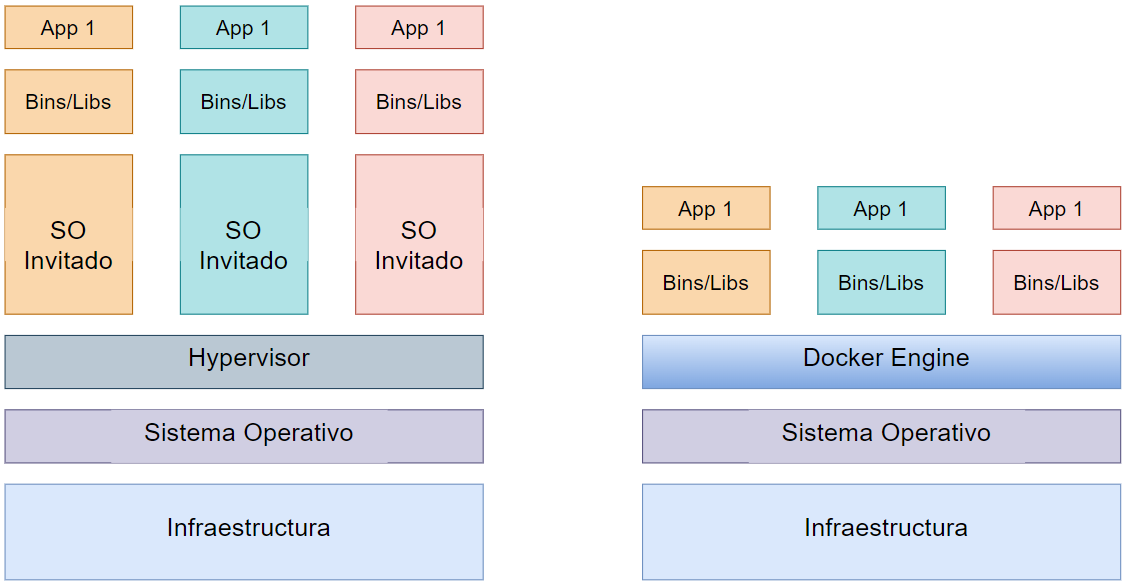 App 1
App 1
App 1
Bins/Libs
Bins/Libs
Bins/Libs
SO
Invitado
SO
Invitado
SO
Invitado
Hypervisor
Sistema Operativo
Infraestructura
App 1
App 1
App 1
Bins/Libs
Bins/Libs
Bins/Libs
Docker Engine
Sistema Operativo
Infraestructura